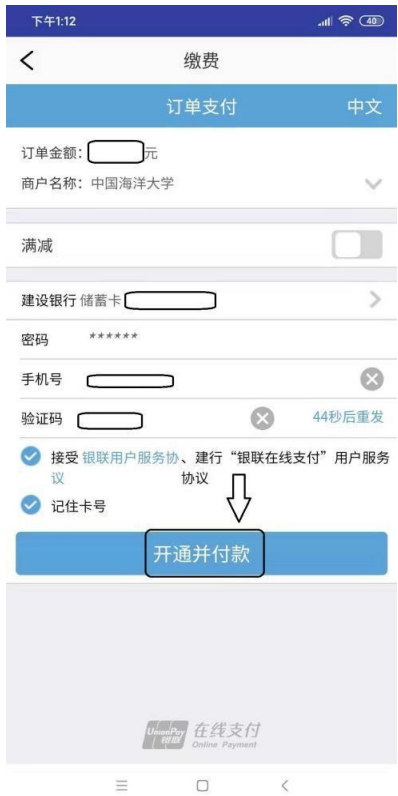 下午1:12
40
缴费
订单支付 中文
订单金额: 元
商户名称: 中国海洋大学
满减
建设银行 储蓄卡
密码 ******
手机号
验证码 44秒后重发
接受 银联用户服务协议、建行“银联在线支付”用户服务协议
记住卡号
开通并付款
UnionPay 银联 在线支付
Online Payment